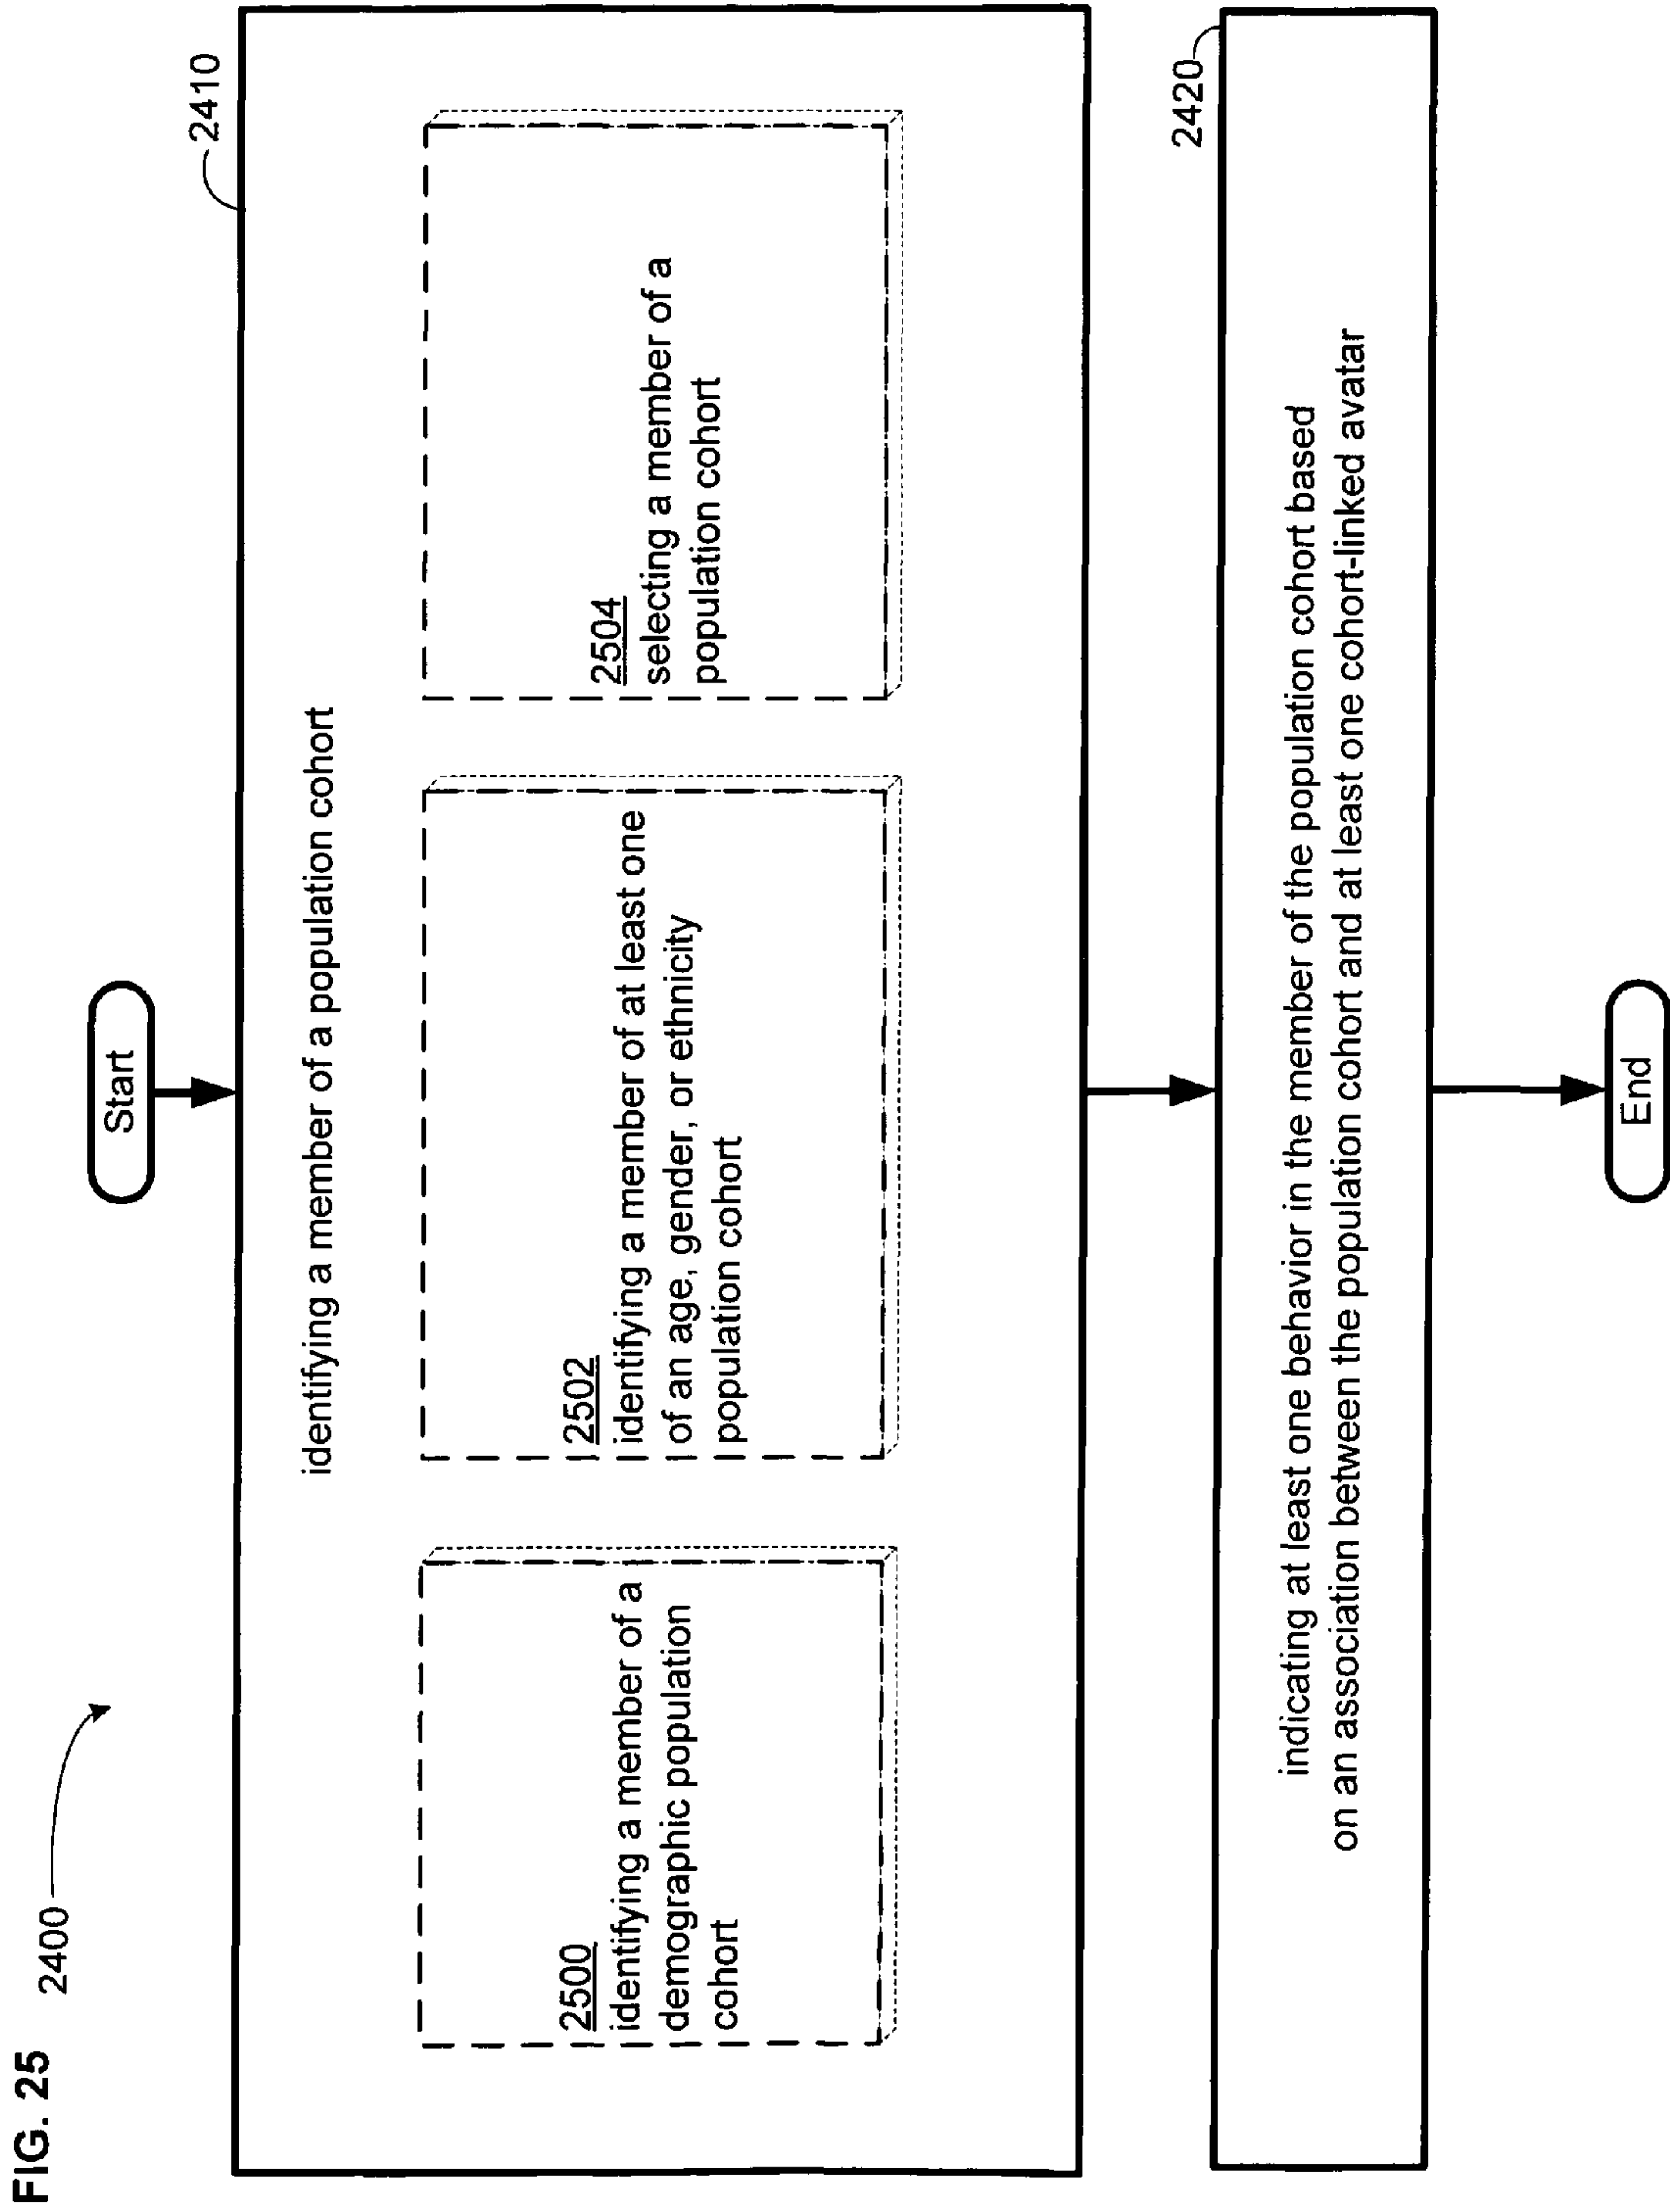 FIG. 25
2400
Start
2410
identifying a member of a population cohort
2500
identifying a member of a
demographic population
cohort
2502
identifying a member of at least one
of an age, gender, or ethnicity
population cohort
2504
selecting a member of a
population cohort
2420
indicating at least one behavior in the member of the population cohort based
on an association between the population cohort and at least one cohort-linked avatar
End